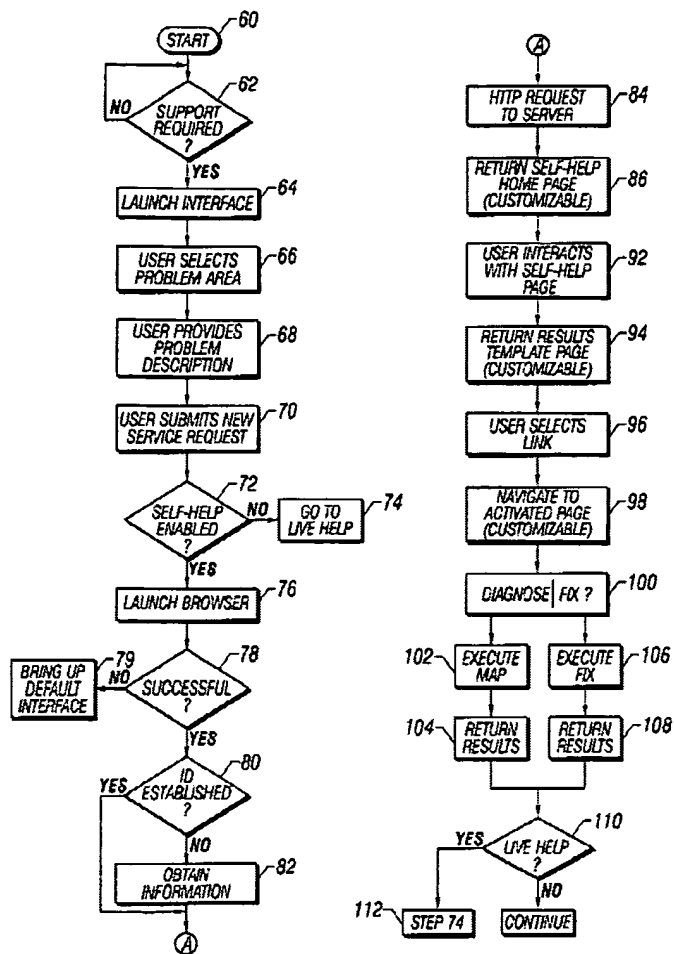 START
60
62
NO
SUPPORT
REQUIRED
?
YES
64
LAUNCH INTERFACE
66
USER SELECTS
PROBLEM AREA
68
USER PROVIDES
PROBLEM
DESCRIPTION
70
USER SUBMITS NEW
SERVICE REQUEST
72
SELF-HELP
ENABLED
?
NO
74
GO TO
LIVE HELP
YES
76
LAUNCH BROWSER
78
79
BRING UP
DEFAULT
INTERFACE
NO
SUCCESSFUL
?
YES
80
YES
ID
ESTABLISHED
?
NO
82
OBTAIN
INFORMATION
A
A
84
HTTP REQUEST
TO SERVER
86
RETURN SELF-HELP
HOME PAGE
(CUSTOMIZABLE)
92
USER INTERACTS
WITH SELF-HELP
PAGE
94
RETURN RESULTS
TEMPLATE PAGE
(CUSTOMIZABLE)
96
USER SELECTS
LINK
98
NAVIGATE TO
ACTIVATED PAGE
(CUSTOMIZABLE)
100
DIAGNOSE FIX ?
102
EXECUTE
MAP
EXECUTE
FIX
106
104
RETURN
RESULTS
RETURN
RESULTS
108
110
YES
LIVE HELP
?
NO
112
STEP 74
CONTINUE